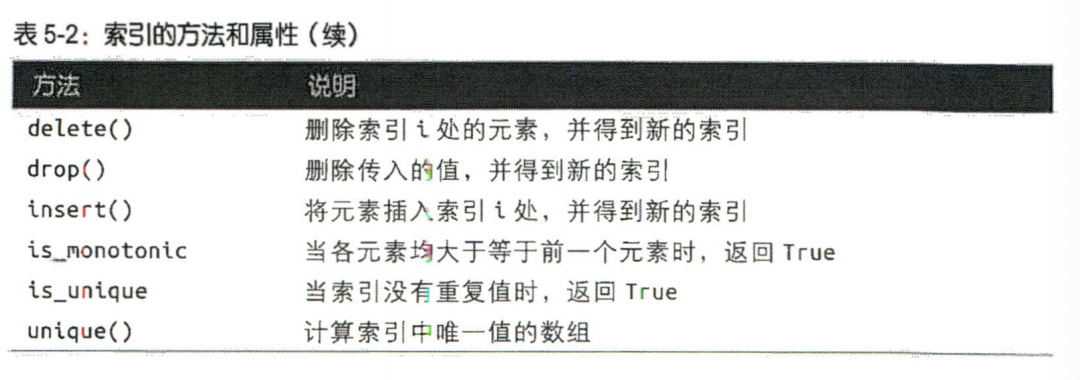 表 5-2：索引的方法和属性（续）
方法 说明
delete() 删除索引 i 处的元素，并得到新的索引
drop() 删除传入的值，并得到新的索引
insert() 将元素插入索引 i 处，并得到新的索引
is_monotonic 当各元素均大于等于前一个元素时，返回 True
is_unique 当索引没有重复值时，返回 True
unique() 计算索引中唯一值的数组